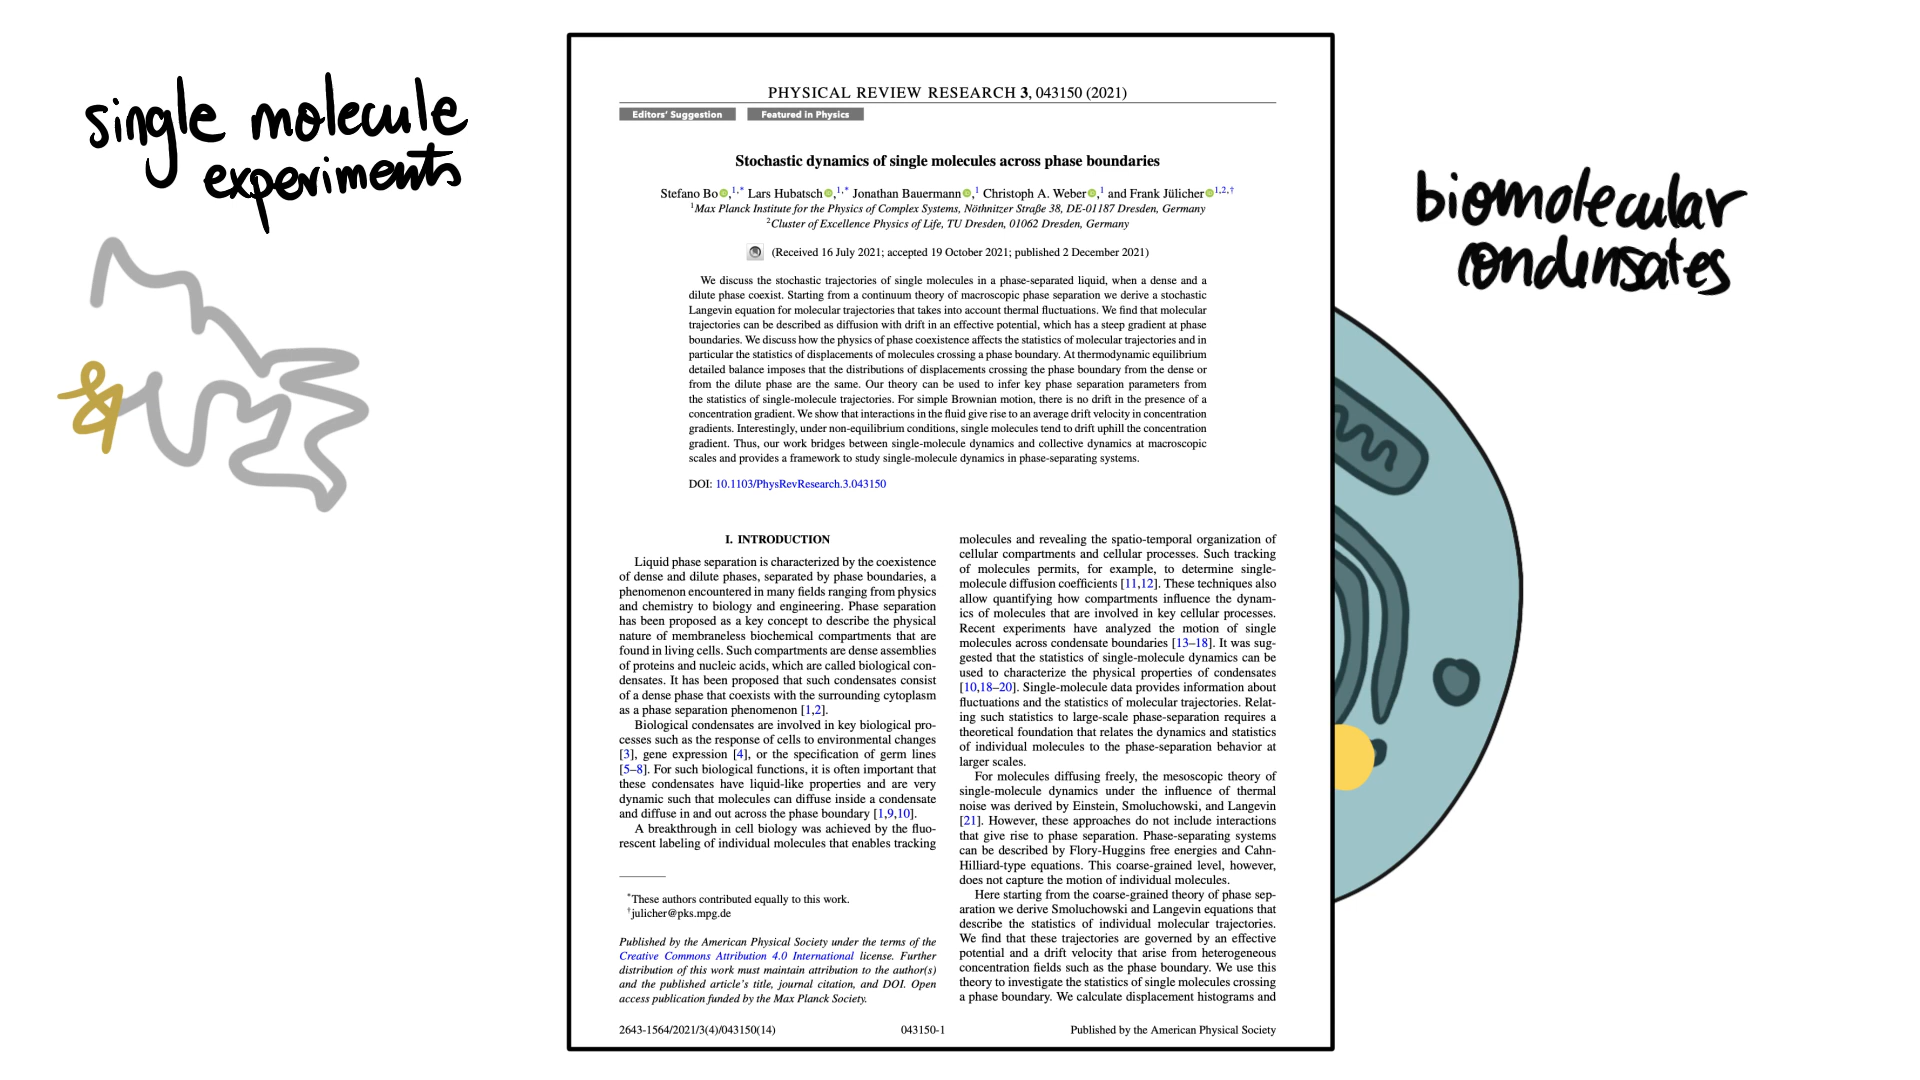 single molecule
experiments
PHYSICAL REVIEW RESEARCH 3, 043150 (2021)
Editors' Suggestion
Featured in Physics
Stochastic dynamics of single molecules across phase boundaries
Stefano Bo,1,* Lars Hubatsch,1,* Jonathan Bauermann,1 Christoph A. Weber,1 and Frank Jülicher1,2,†
1Max Planck Institute for the Physics of Complex Systems, Nöthnitzer Straße 38, DE-01187 Dresden, Germany
2Cluster of Excellence Physics of Life, TU Dresden, 01062 Dresden, Germany
(Received 16 July 2021; accepted 19 October 2021; published 2 December 2021)
We discuss the stochastic trajectories of single molecules in a phase-separated liquid, when a dense and a
dilute phase coexist. Starting from a continuum theory of macroscopic phase separation we derive a stochastic
Langevin equation for molecular trajectories that takes into account thermal fluctuations. We find that molecular
trajectories can be described as diffusion with drift in an effective potential, which has a steep gradient at phase
boundaries. We discuss how the physics of phase coexistence affects the statistics of molecular trajectories and in
particular the statistics of displacements of molecules crossing a phase boundary. At thermodynamic equilibrium
detailed balance imposes that the distributions of displacements crossing the phase boundary from the dense or
from the dilute phase are the same. Our theory can be used to infer key phase separation parameters from
the statistics of single-molecule trajectories. For simple Brownian motion, there is no drift in the presence of a
concentration gradient. We show that interactions in the fluid give rise to an average drift velocity in concentration
gradients. Interestingly, under non-equilibrium conditions, single molecules tend to drift uphill the concentration
gradient. Thus, our work bridges between single-molecule dynamics and collective dynamics at macroscopic
scales and provides a framework to study single-molecule dynamics in phase-separating systems.
DOI: 10.1103/PhysRevResearch.3.043150
I. INTRODUCTION
Liquid phase separation is characterized by the coexistence
of dense and dilute phases, separated by phase boundaries, a
phenomenon encountered in many fields ranging from physics
and chemistry to biology and engineering. Phase separation
has been proposed as a key concept to describe the physical
nature of membraneless biochemical compartments that are
found in living cells. Such compartments are dense assemblies
of proteins and nucleic acids, which are called biological con-
densates. It has been proposed that such condensates consist
of a dense phase that coexists with the surrounding cytoplasm
as a phase separation phenomenon [1,2].
Biological condensates are involved in key biological pro-
cesses such as the response of cells to environmental changes
[3], gene expression [4], or the specification of germ lines
[5–8]. For such biological functions, it is often important that
these condensates have liquid-like properties and are very
dynamic such that molecules can diffuse inside a condensate
and diffuse in and out across the phase boundary [1,9,10].
A breakthrough in cell biology was achieved by the fluo-
rescent labeling of individual molecules that enables tracking
*These authors contributed equally to this work.
†julicher@pks.mpg.de
Published by the American Physical Society under the terms of the
Creative Commons Attribution 4.0 International license. Further
distribution of this work must maintain attribution to the author(s)
and the published article's title, journal citation, and DOI. Open
access publication funded by the Max Planck Society.
molecules and revealing the spatio-temporal organization of
cellular compartments and cellular processes. Such tracking
of molecules permits, for example, to determine single-
molecule diffusion coefficients [11,12]. These techniques also
allow quantifying how compartments influence the dynam-
ics of molecules that are involved in key cellular processes.
Recent experiments have analyzed the motion of single
molecules across condensate boundaries [13–18]. It was sug-
gested that the statistics of single-molecule dynamics can be
used to characterize the physical properties of condensates
[10,18–20]. Single-molecule data provides information about
fluctuations and the statistics of molecular trajectories. Relat-
ing such statistics to large-scale phase-separation requires a
theoretical foundation that relates the dynamics and statistics
of individual molecules to the phase-separation behavior at
larger scales.
For molecules diffusing freely, the mesoscopic theory of
single-molecule dynamics under the influence of thermal
noise was derived by Einstein, Smoluchowski, and Langevin
[21]. However, these approaches do not include interactions
that give rise to phase separation. Phase-separating systems
can be described by Flory-Huggins free energies and Cahn-
Hilliard-type equations. This coarse-grained level, however,
does not capture the motion of individual molecules.
Here starting from the coarse-grained theory of phase sep-
aration we derive Smoluchowski and Langevin equations that
describe the statistics of individual molecular trajectories.
We find that these trajectories are governed by an effective
potential and a drift velocity that arise from heterogeneous
concentration fields such as the phase boundary. We use this
theory to investigate the statistics of single molecules crossing
a phase boundary. We calculate displacement histograms and
2643-1564/2021/3(4)/043150(14)
043150-1
Published by the American Physical Society
biomolecular
condensates